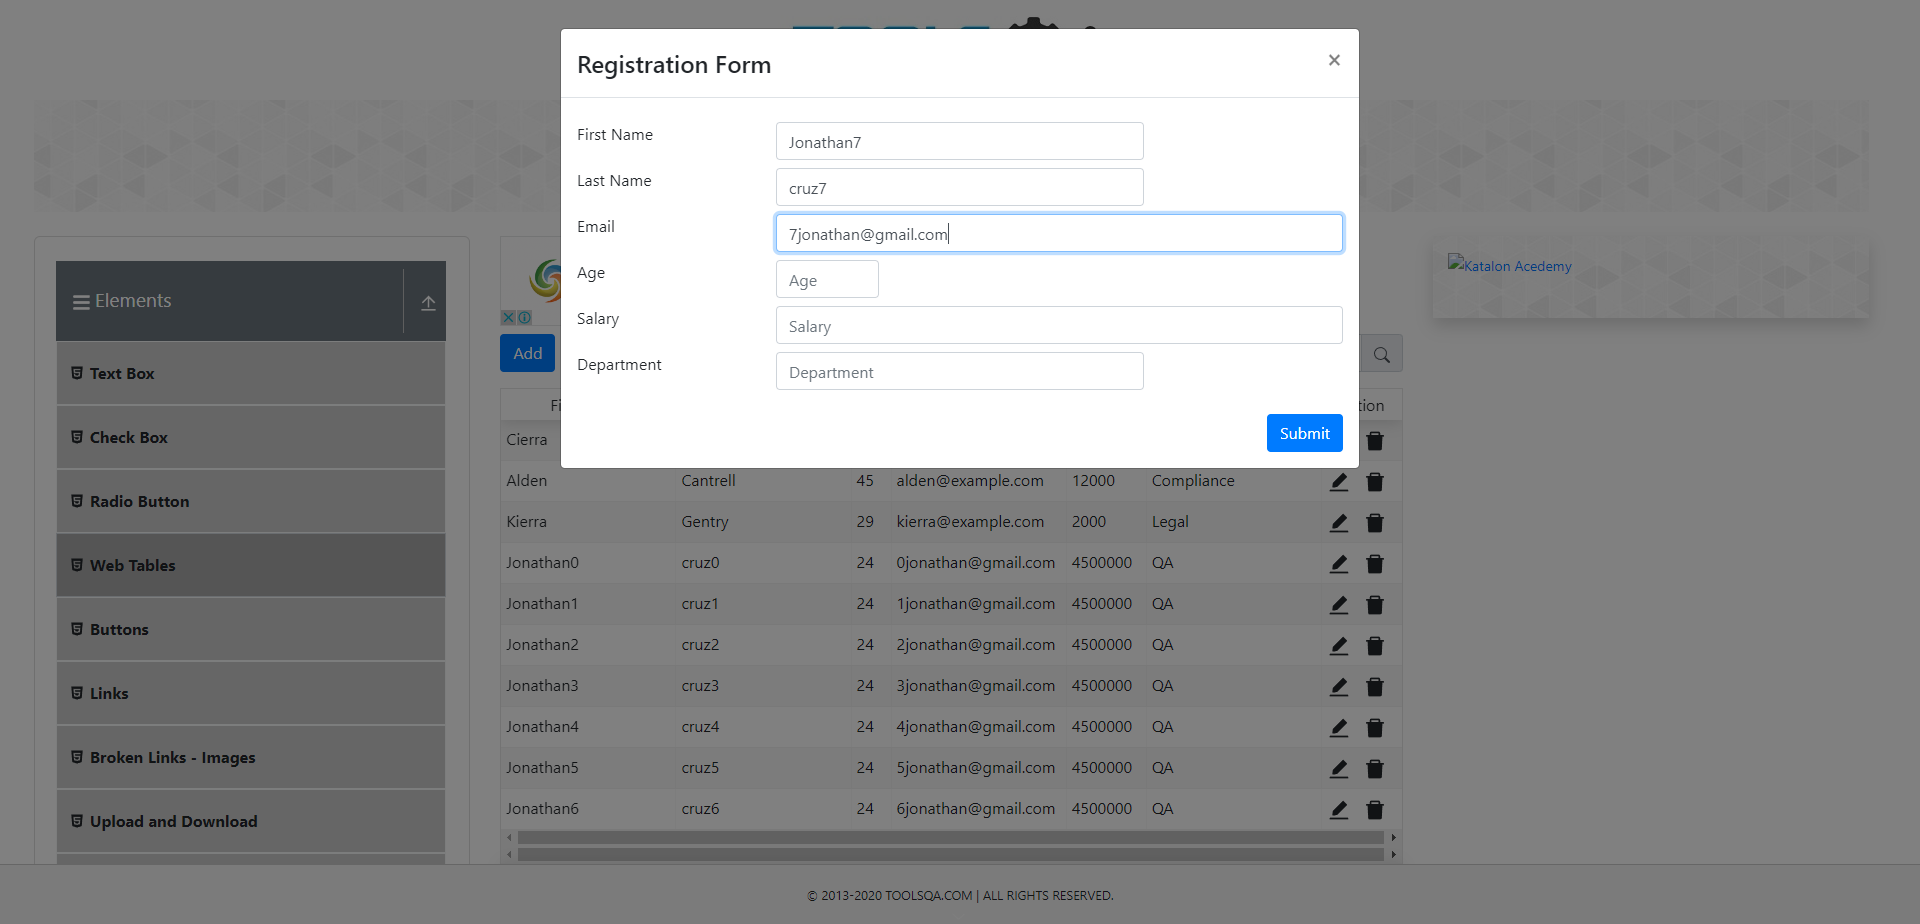 Registration Form
×
First Name
Jonathan7
Last Name
cruz7
Email
7jonathan@gmail.com
Age
Age
Salary
Salary
Department
Department
Submit
Elements
Text Box
Check Box
Radio Button
Web Tables
Buttons
Links
Broken Links - Images
Upload and Download
Add
Katalon Acedemy
Cierra
Alden Cantrell 45 alden@example.com 12000 Compliance
Kierra Gentry 29 kierra@example.com 2000 Legal
Jonathan0 cruz0 24 0jonathan@gmail.com 4500000 QA
Jonathan1 cruz1 24 1jonathan@gmail.com 4500000 QA
Jonathan2 cruz2 24 2jonathan@gmail.com 4500000 QA
Jonathan3 cruz3 24 3jonathan@gmail.com 4500000 QA
Jonathan4 cruz4 24 4jonathan@gmail.com 4500000 QA
Jonathan5 cruz5 24 5jonathan@gmail.com 4500000 QA
Jonathan6 cruz6 24 6jonathan@gmail.com 4500000 QA
© 2013-2020 TOOLSQA.COM | ALL RIGHTS RESERVED.